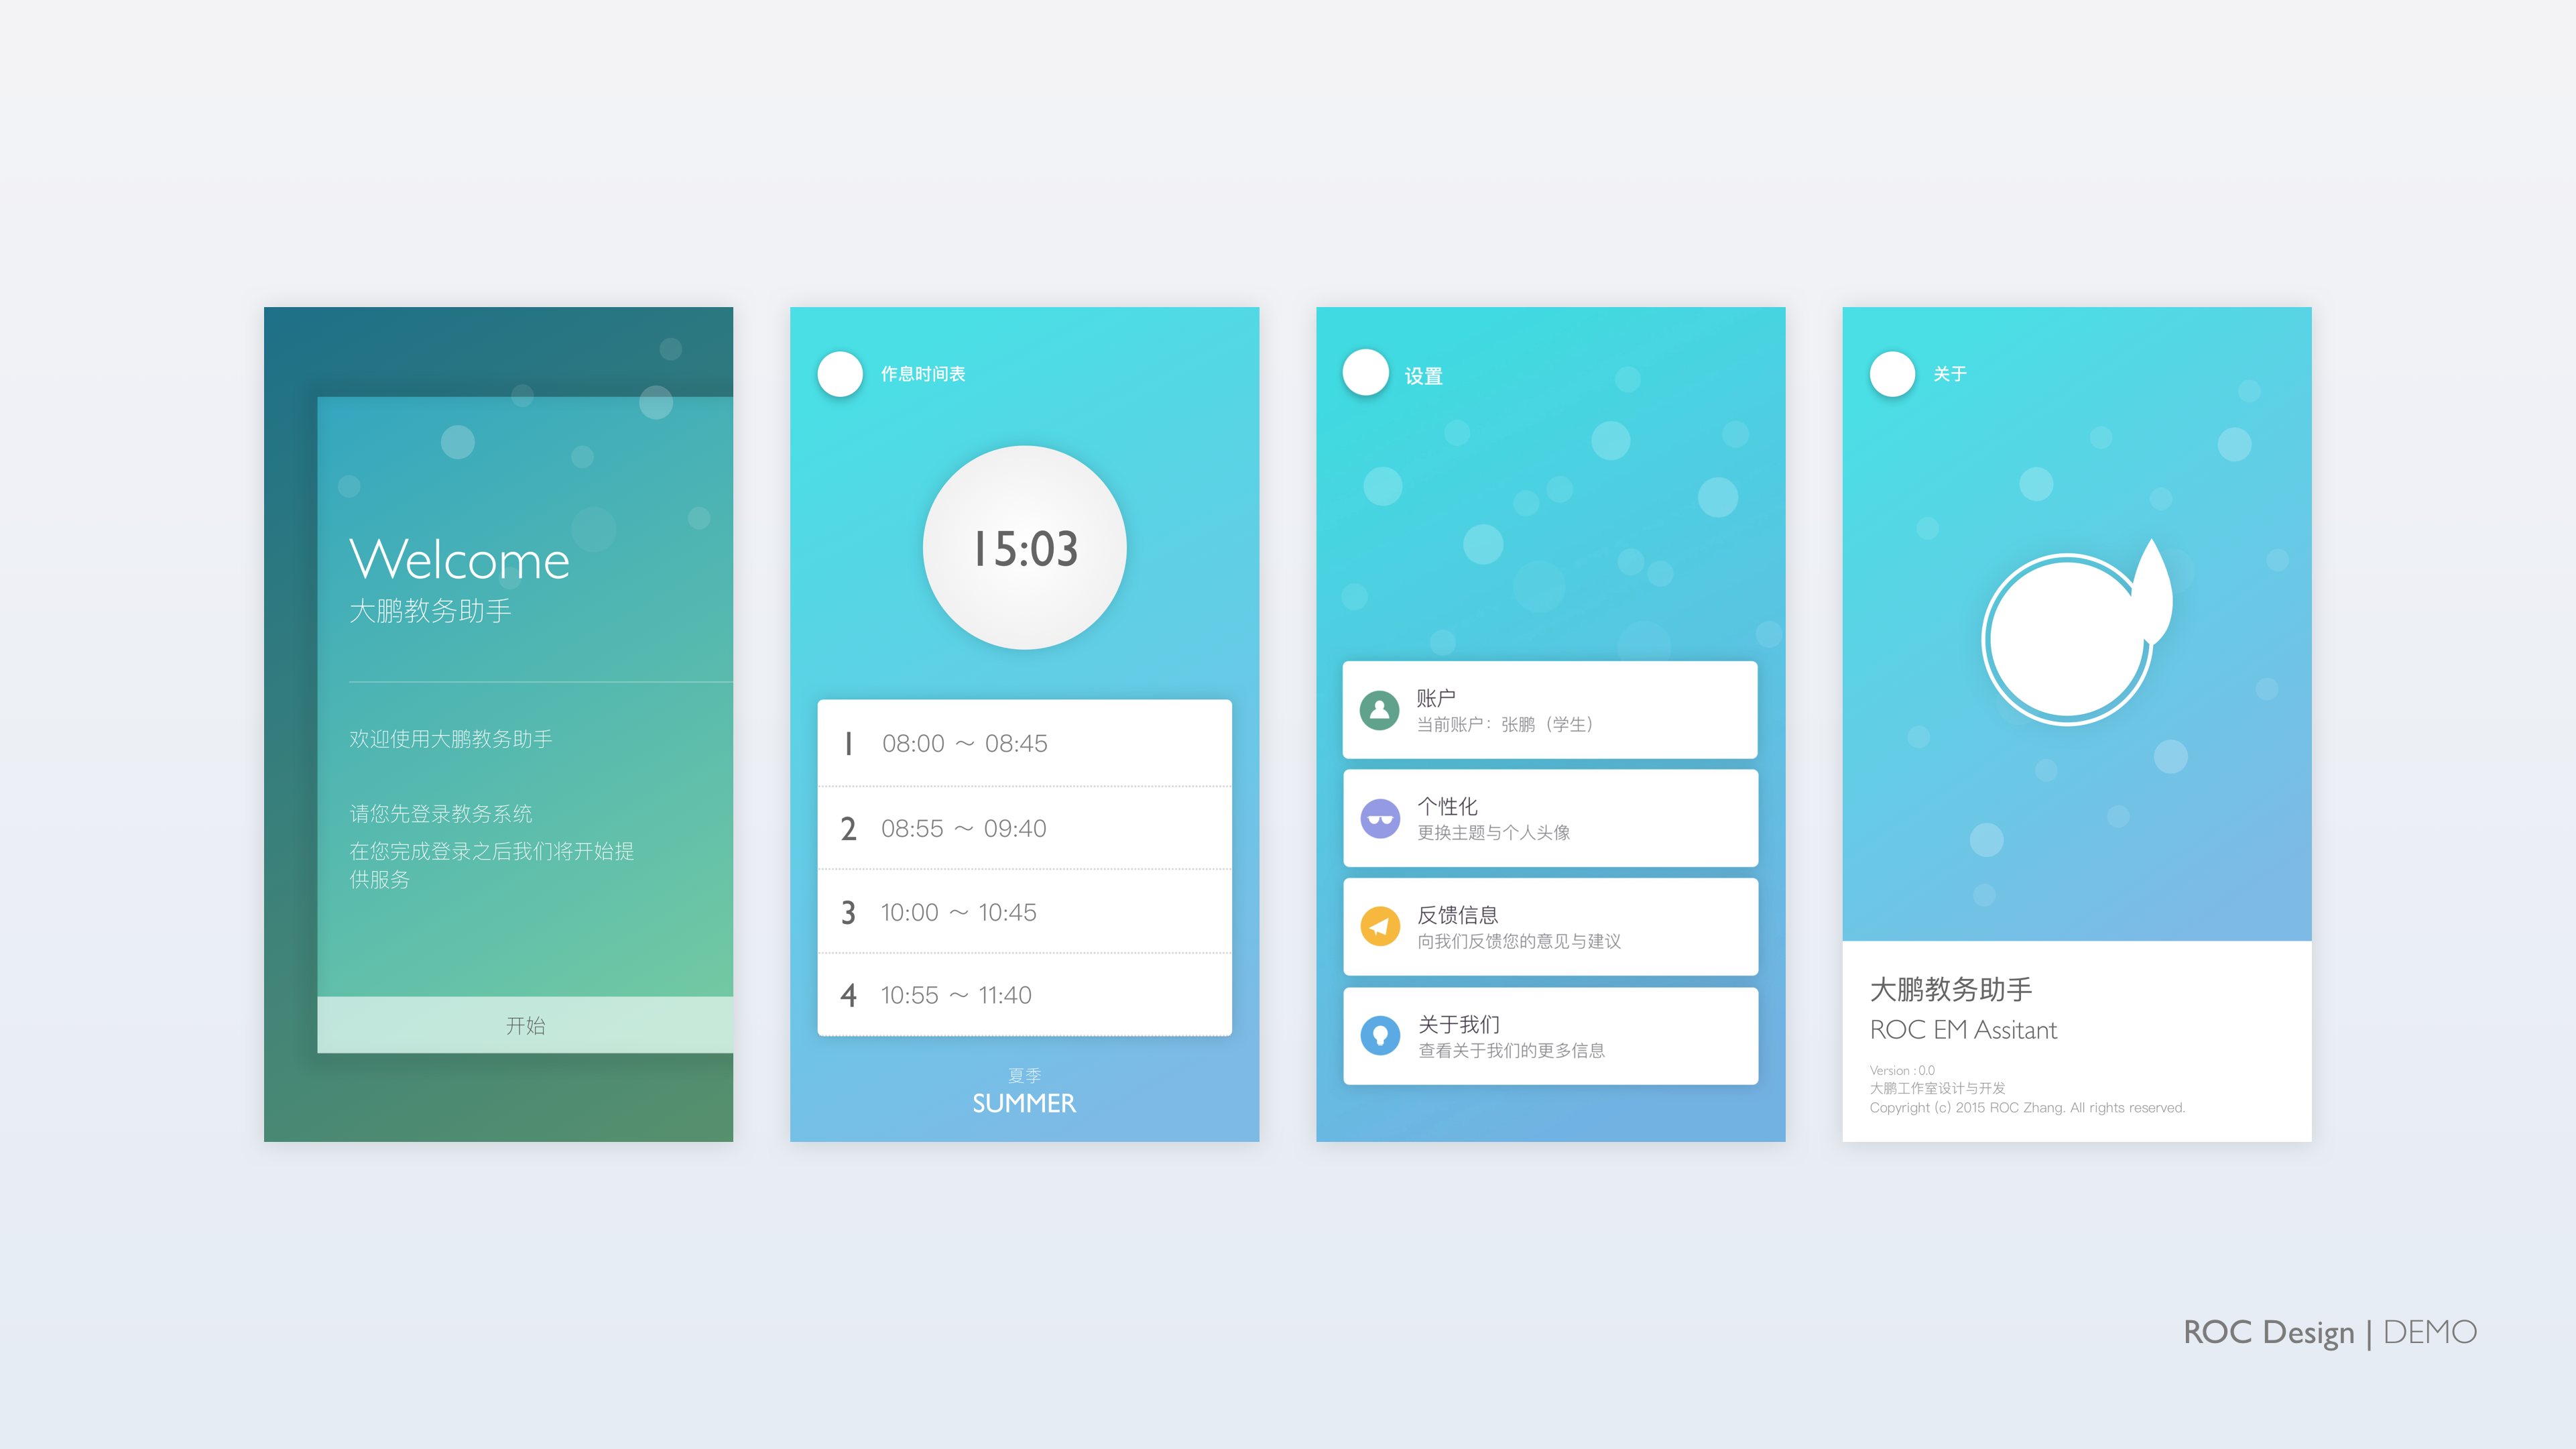 Welcome
大鹏教务助手
欢迎使用大鹏教务助手
请您先登录教务系统
在您完成登录之后我们将开始提
供服务
开始
作息时间表
15:03
1 08:00 ～ 08:45
2 08:55 ～ 09:40
3 10:00 ～ 10:45
4 10:55 ～ 11:40
夏季
SUMMER
设置
账户
当前账户：张鹏（学生）
个性化
更换主题与个人头像
反馈信息
向我们反馈您的意见与建议
关于我们
查看关于我们的更多信息
关于
大鹏教务助手
ROC EM Assitant
Version : 0.0
大鹏工作室设计与开发
Copyright (c) 2015 ROC Zhang. All rights reserved.
ROC Design | DEMO